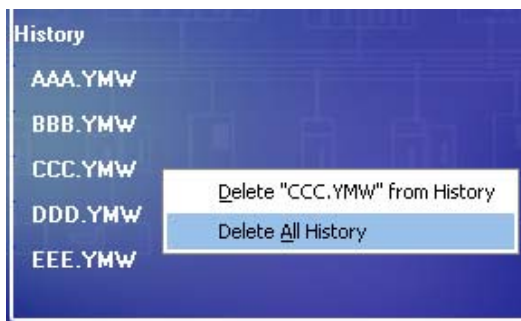 History
AAA.YMW
BBB.YMW
CCC.YMW
Delete "CCC.YMW" from History
DDD.YMW
Delete All History
EEE.YMW